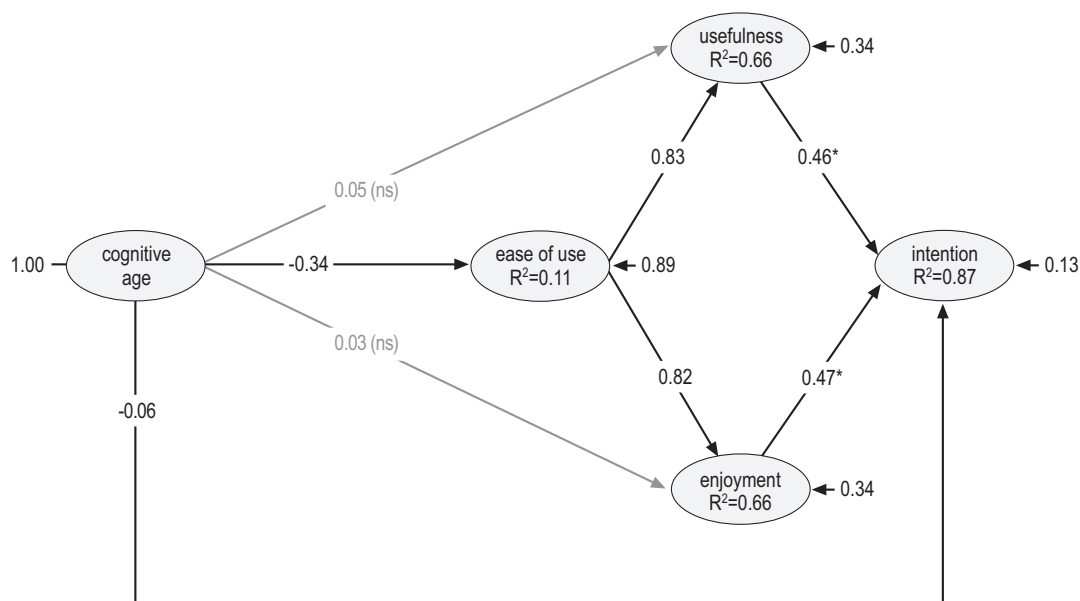 usefulness
R²=0.66
0.34
0.83
0.46*
0.05 (ns)
1.00
cognitive
age
-0.34
ease of use
R²=0.11
0.89
intention
R²=0.87
0.13
0.03 (ns)
0.82
0.47*
-0.06
enjoyment
R²=0.66
0.34